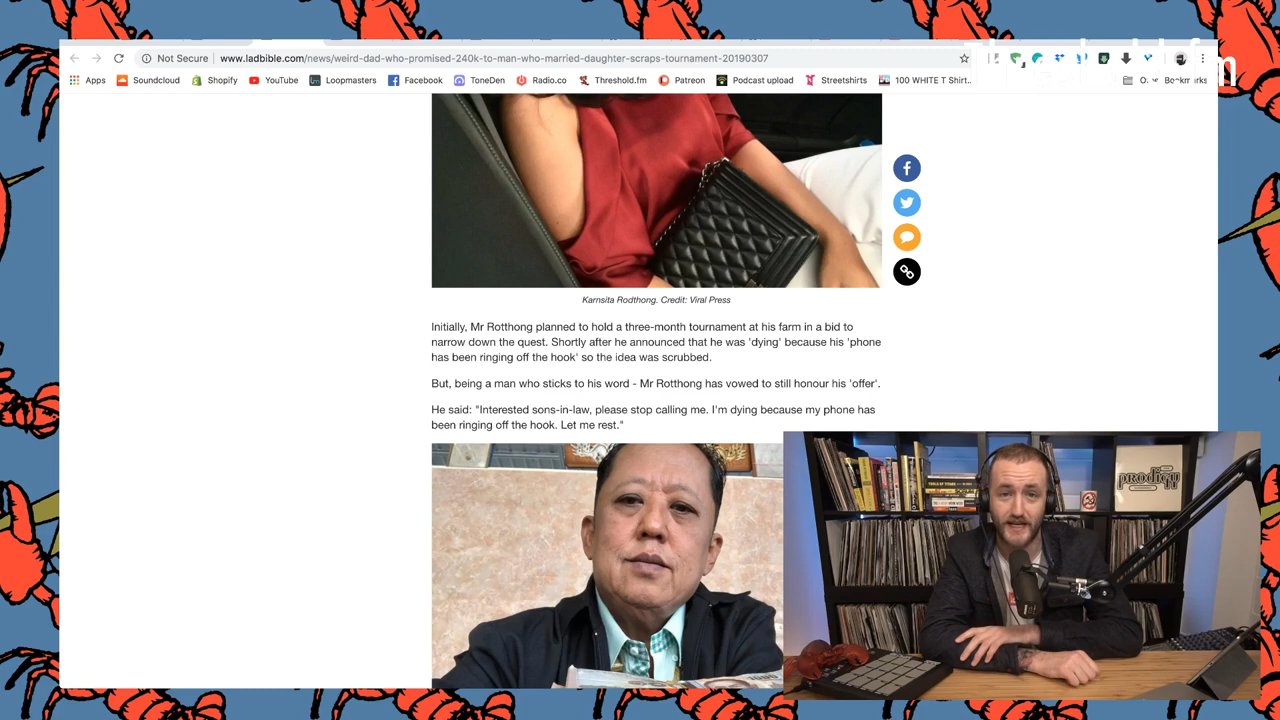 Not Secure www.ladbible.com/news/weird-dad-who-promised-240k-to-man-who-married-daughter-scraps-tournament-20190307
Apps Soundcloud Shopify YouTube Loopmasters Facebook ToneDen Radio.co Threshold.fm Patreon Podcast upload Streetshirts 100 WHITE T Shirt... Bookmarks
Karnsita Rodthong. Credit: Viral Press
Initially, Mr Rotthong planned to hold a three-month tournament at his farm in a bid to
narrow down the quest. Shortly after he announced that he was 'dying' because his 'phone
has been ringing off the hook' so the idea was scrubbed.
But, being a man who sticks to his word - Mr Rotthong has vowed to still honour his 'offer'.
He said: "Interested sons-in-law, please stop calling me. I'm dying because my phone has
been ringing off the hook. Let me rest."
prodigy